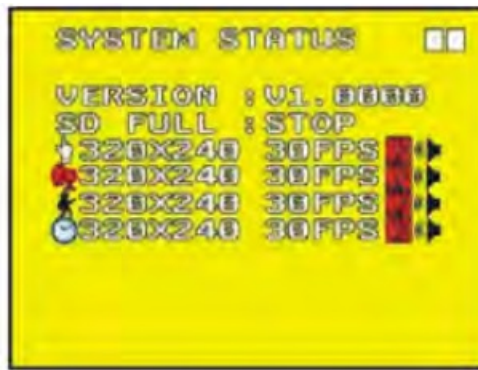 SYSTEM STATUS
VERSION :V1.0000
SD FULL :STOP
320X240 30FPS
320X240 30FPS
320X240 30FPS
320X240 30FPS